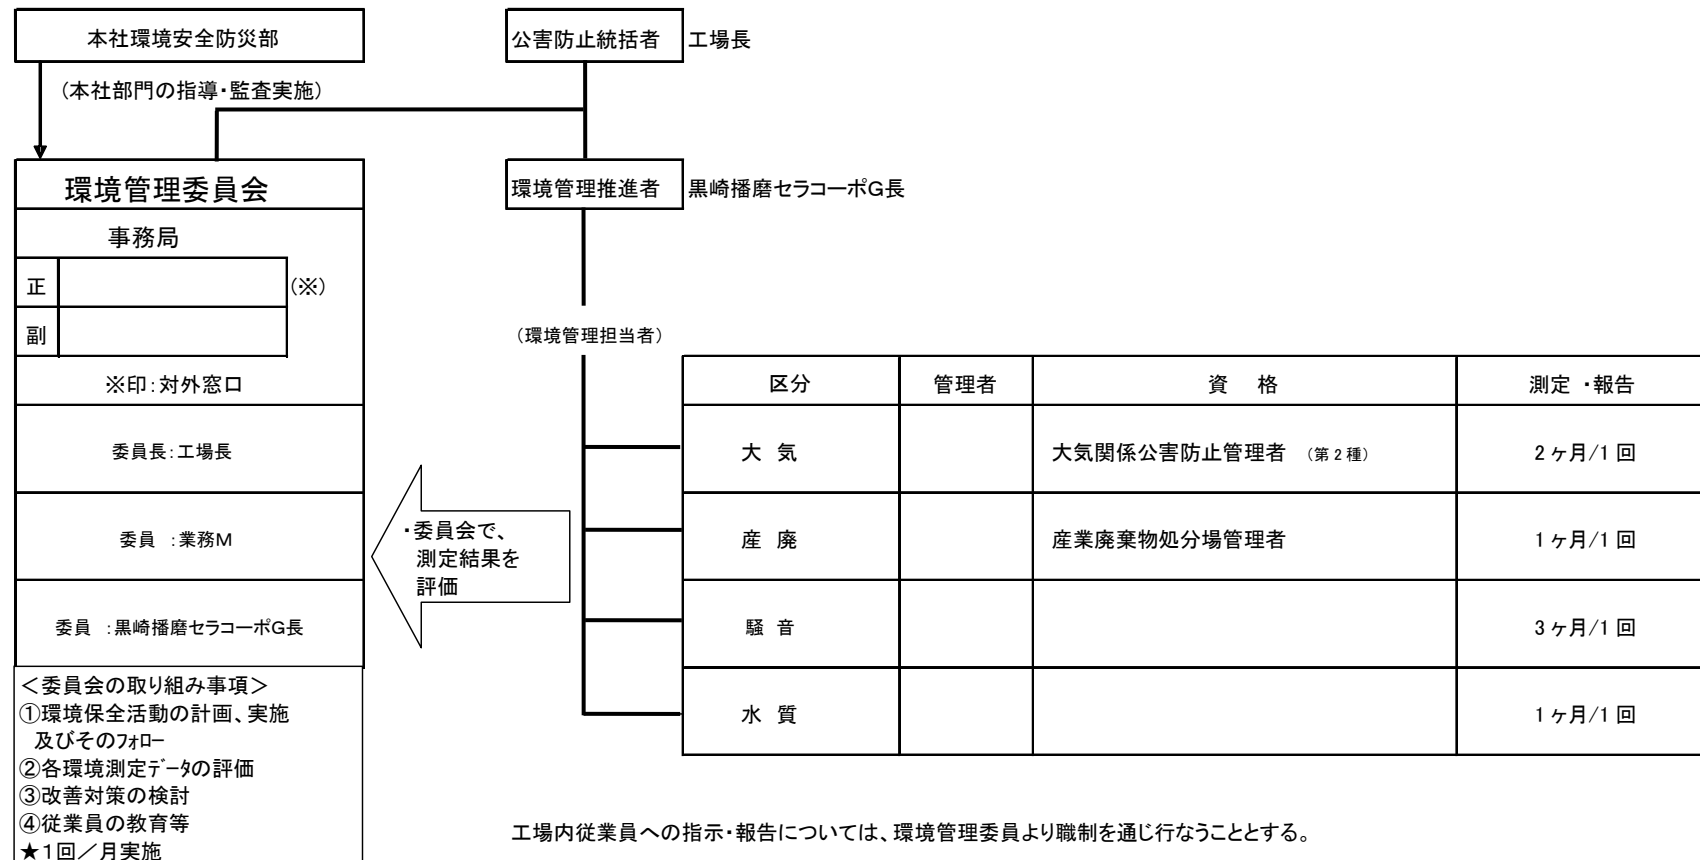 本社環境安全防災部
(本社部門の指導・監査実施)
公害防止統括者 工場長
環境管理推進者 黒崎播磨セラコーポG長
環境管理委員会
事務局
正 (※)
副
※印:対外窓口
委員長:工場長
委員 :業務M
委員 :黒崎播磨セラコーポG長
<委員会の取り組み事項>
①環境保全活動の計画、実施
及びそのフォロー
②各環境測定データの評価
③改善対策の検討
④従業員の教育等
★1回/月実施
・委員会で、
測定結果を
評価
(環境管理担当者)
区分 管理者 資 格 測定 ・報告
大 気 大気関係公害防止管理者 (第2種) 2ヶ月/1回
産 廃 産業廃棄物処分場管理者 1ヶ月/1回
騒 音 3ヶ月/1回
水 質 1ヶ月/1回
工場内従業員への指示・報告については、環境管理委員より職制を通じ行なうこととする。